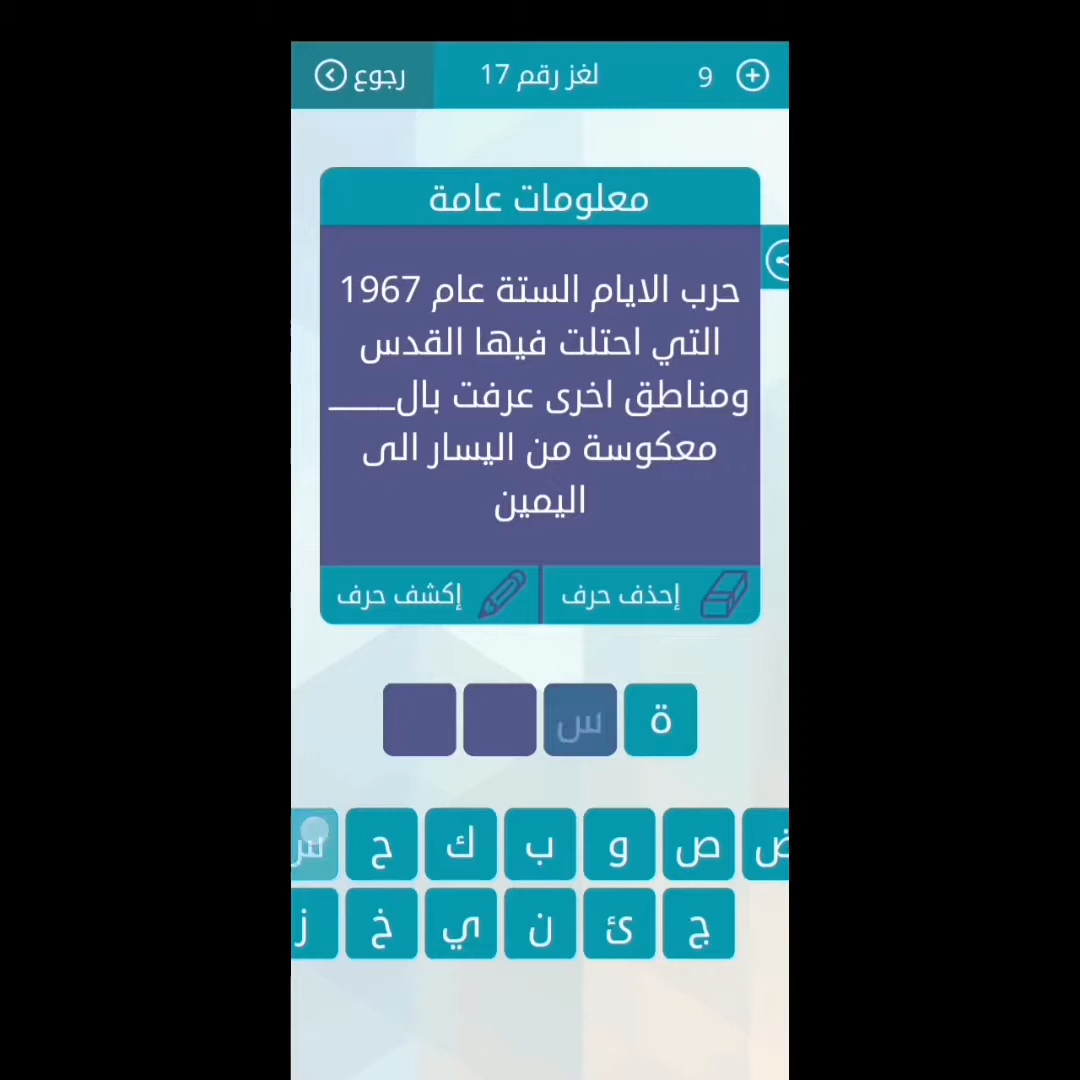 رجوع لغز رقم 17 9
معلومات عامة
حرب الايام الستة عام 1967
التي احتلت فيها القدس
ومناطق اخرى عرفت بال____
معكوسة من اليسار الى
اليمين
إحذف حرف إكشف حرف
ة س
ض ص و ب ك ح س
ج ئ ن ي خ ز